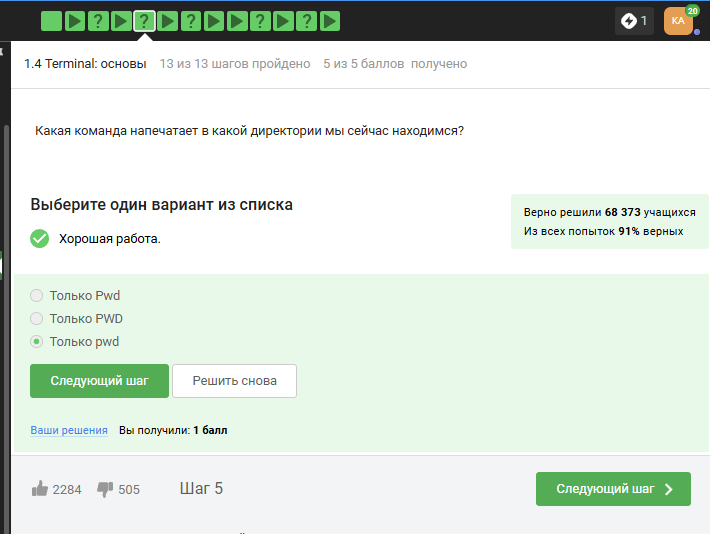 ? ? ? ? ?
1
КА
20
1.4 Terminal: основы 13 из 13 шагов пройдено 5 из 5 баллов получено
Какая команда напечатает в какой директории мы сейчас находимся?
Выберите один вариант из списка
Верно решили 68 373 учащихся
Из всех попыток 91% верных
Хорошая работа.
Только Pwd
Только PWD
Только pwd
Следующий шаг Решить снова
Ваши решения Вы получили: 1 балл
2284 505 Шаг 5 Следующий шаг